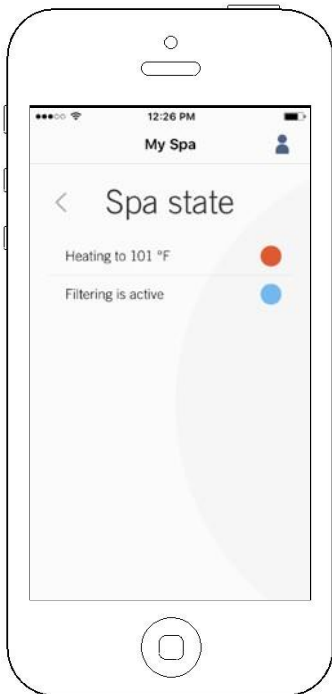 12:26 PM
My Spa
Spa state
Heating to 101 °F
Filtering is active